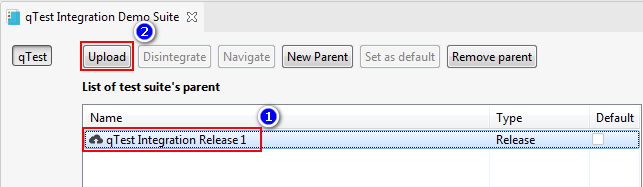 qTest Integration Demo Suite
2
qTest Upload Disintegrate Navigate New Parent Set as default Remove parent
List of test suite's parent
1
Name Type Default
qTest Integration Release 1 Release